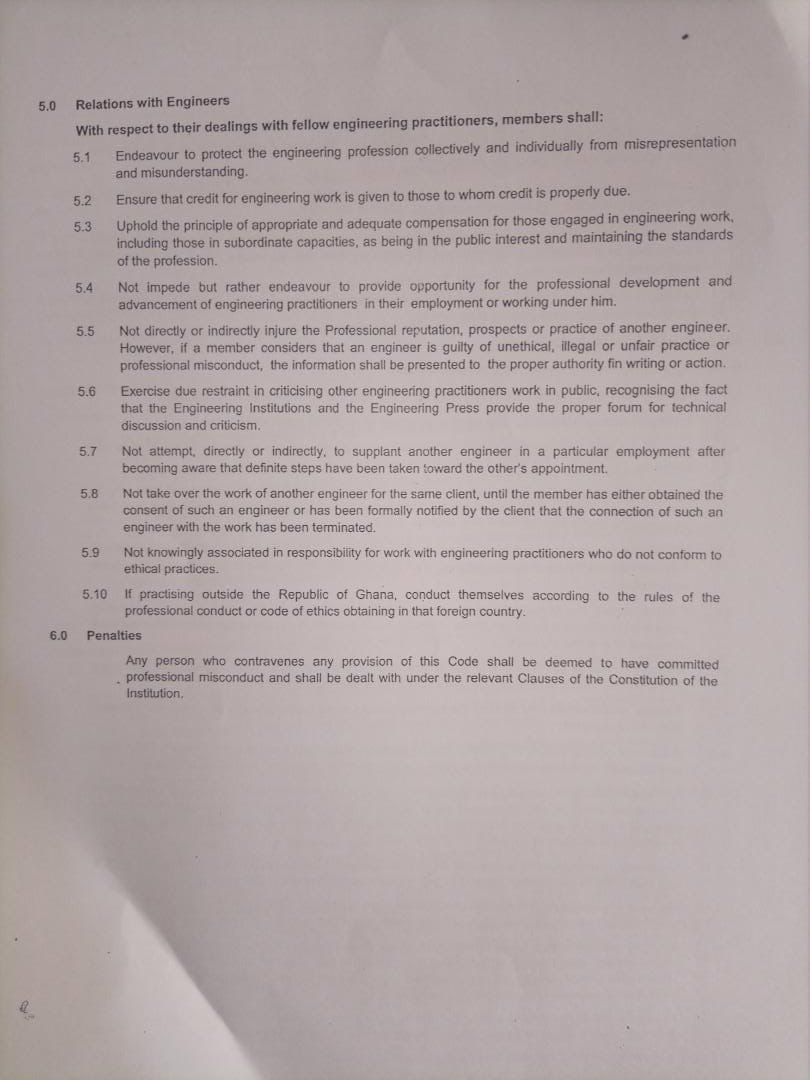 5.0 Relations with Engineers
With respect to their dealings with fellow engineering practitioners, members shall:
5.1 Endeavour to protect the engineering profession collectively and individually from misrepresentation
and misunderstanding.
5.2 Ensure that credit for engineering work is given to those to whom credit is properly due.
5.3 Uphold the principle of appropriate and adequate compensation for those engaged in engineering work,
including those in subordinate capacities, as being in the public interest and maintaining the standards
of the profession.
5.4 Not impede but rather endeavour to provide opportunity for the professional development and
advancement of engineering practitioners in their employment or working under him.
5.5 Not directly or indirectly injure the Professional reputation, prospects or practice of another engineer.
However, if a member considers that an engineer is guilty of unethical, illegal or unfair practice or
professional misconduct, the information shall be presented to the proper authority fin writing or action.
5.6 Exercise due restraint in criticising other engineering practitioners work in public, recognising the fact
that the Engineering Institutions and the Engineering Press provide the proper forum for technical
discussion and criticism.
5.7 Not attempt, directly or indirectly, to supplant another engineer in a particular employment after
becoming aware that definite steps have been taken toward the other's appointment.
5.8 Not take over the work of another engineer for the same client, until the member has either obtained the
consent of such an engineer or has been formally notified by the client that the connection of such an
engineer with the work has been terminated.
5.9 Not knowingly associated in responsibility for work with engineering practitioners who do not conform to
ethical practices.
5.10 If practising outside the Republic of Ghana, conduct themselves according to the rules of the
professional conduct or code of ethics obtaining in that foreign country.
6.0 Penalties
Any person who contravenes any provision of this Code shall be deemed to have committed
professional misconduct and shall be dealt with under the relevant Clauses of the Constitution of the
Institution.